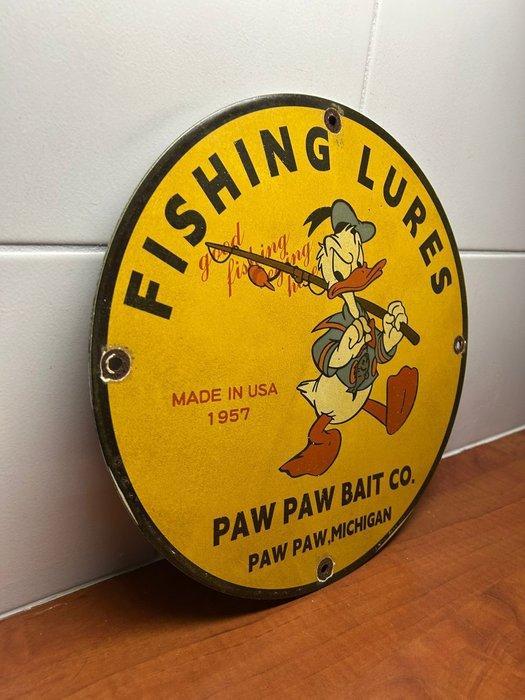 FISHING LURES
good
fishing
MADE IN USA
1957
PAW PAW BAIT CO.
PAW PAW, MICHIGAN